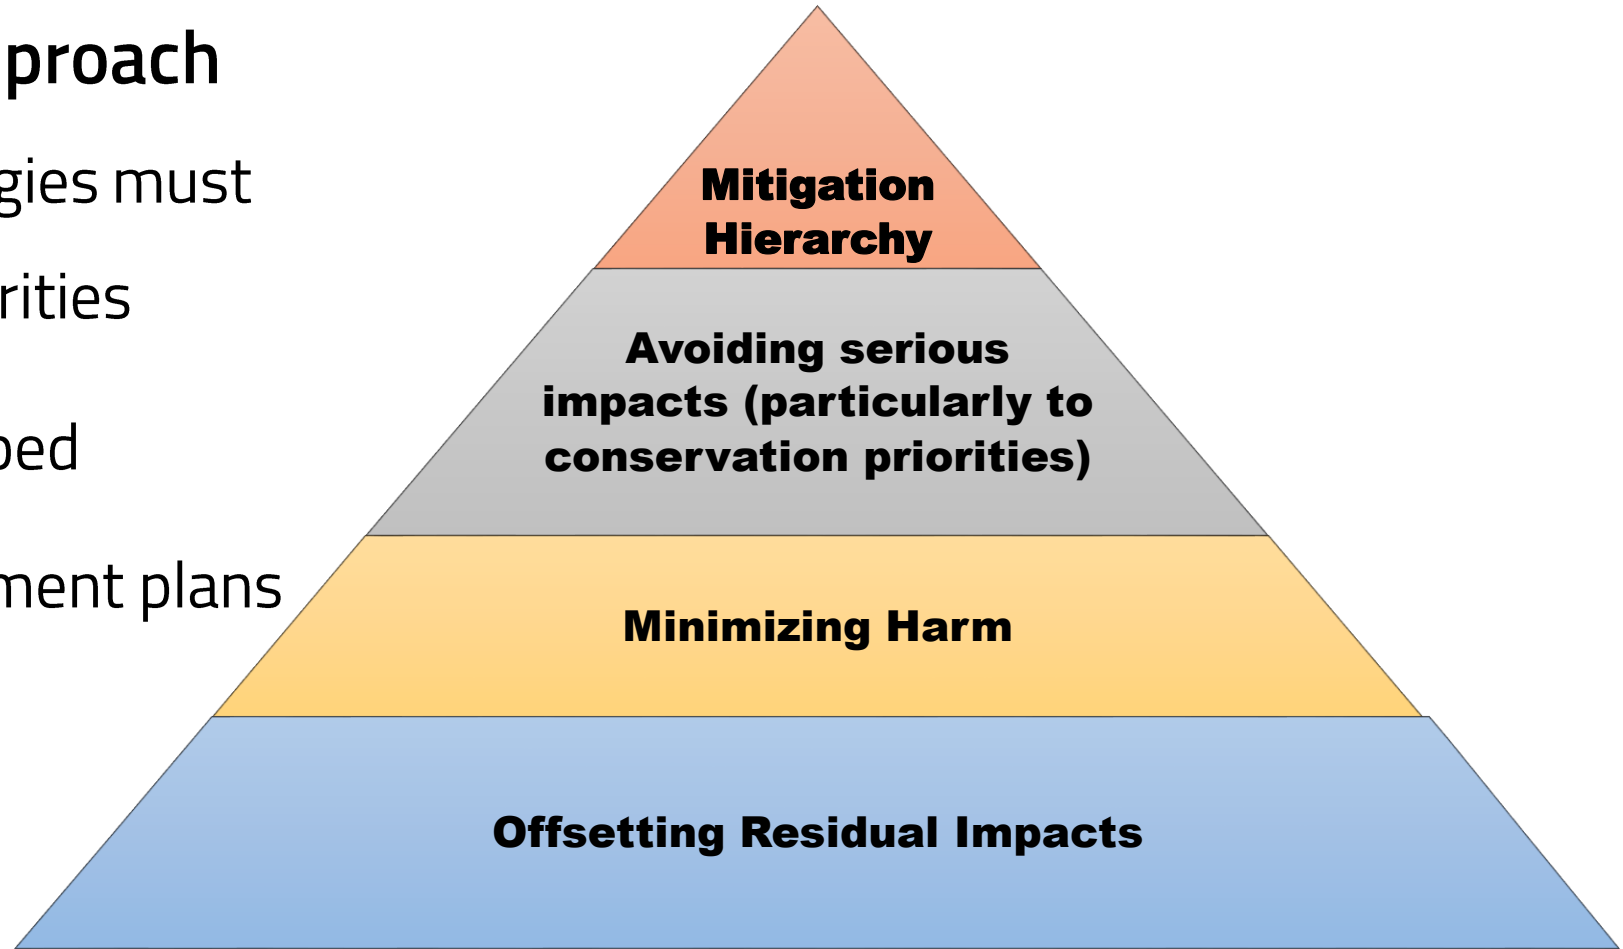 proach
gies must
rities
ped
ment plans
Mitigation
Hierarchy
Avoiding serious
impacts (particularly to
conservation priorities)
Minimizing Harm
Offsetting Residual Impacts